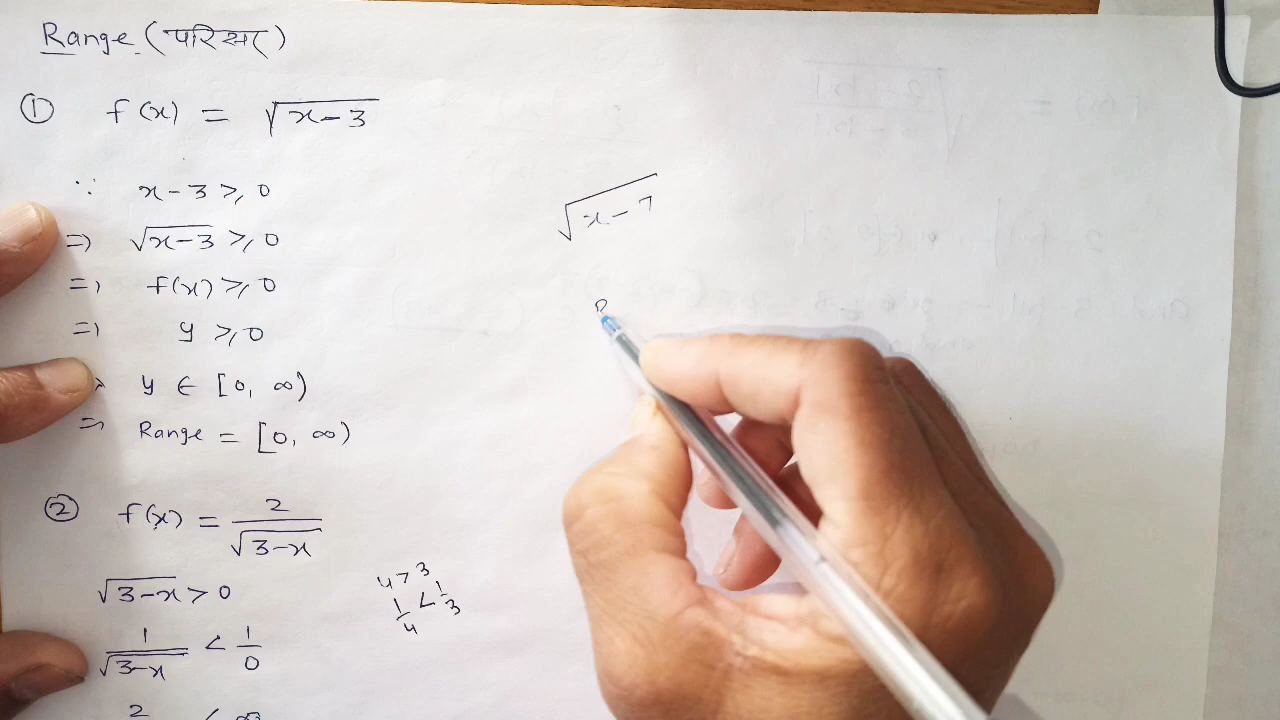 Range (परिसर)
① f(x) = √x-3
∵ x-3 ≥ 0
⇒ √x-3 ≥ 0
⇒ f(x) ≥ 0
⇒ y ≥ 0
y ∈ [0, ∞)
⇒ Range = [0, ∞)
√x-7
② f(x) = 2/√3-x
√3-x > 0
1/√3-x < 1/0
4 > 3
1/4 < 1/3
2 < ∞